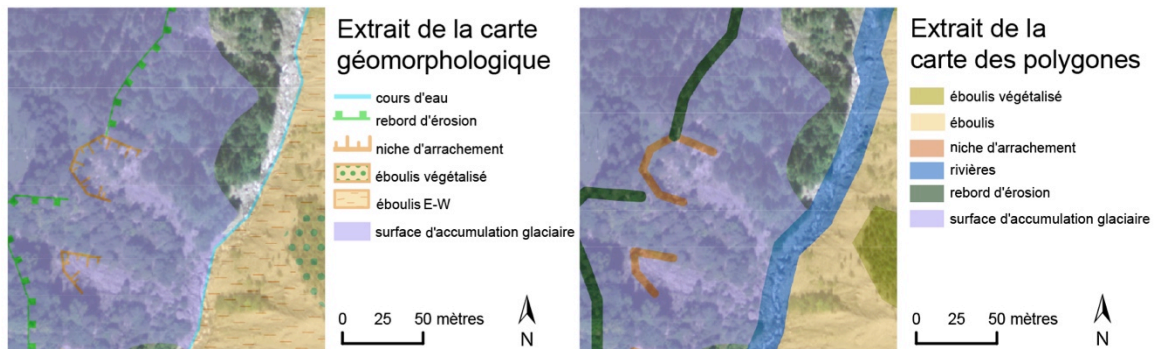 Extrait de la carte
géomorphologique
cours d'eau
rebord d'érosion
niche d'arrachement
éboulis végétalisé
éboulis E-W
surface d'accumulation glaciaire
0 25 50 mètres
N
Extrait de la
carte des polygones
éboulis végétalisé
éboulis
niche d'arrachement
rivières
rebord d'érosion
surface d'accumulation glaciaire
0 25 50 mètres
N